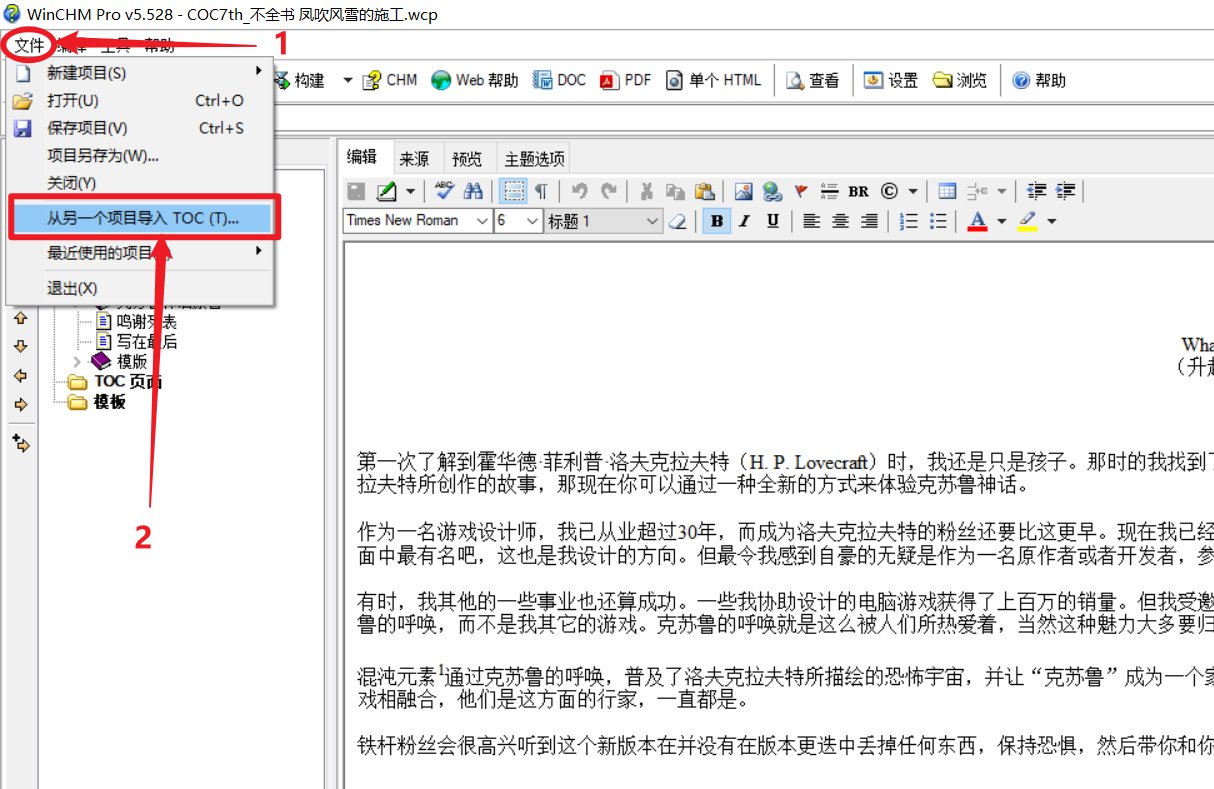 WinCHM Pro v5.528 - COC7th_不全书 凤吹风雪的施工.wcp
文件 编译 工具 帮助
1
新建项目(S)
打开(U) Ctrl+O
保存项目(V) Ctrl+S
项目另存为(W)...
关闭(Y)
从另一个项目导入 TOC (T)...
最近使用的项目
退出(X)
构建 CHM Web 帮助 DOC PDF 单个 HTML 查看 设置 浏览 帮助
鸣谢列表
写在最后
模版
TOC 页面
模板
2
编辑 来源 预览 主题选项
ABC BR ©
Times New Roman 6 标题 1 B I U A
Wha
（升起
第一次了解到霍华德·菲利普·洛夫克拉夫特（H. P. Lovecraft）时，我还是只是孩子。那时的我找到了
拉夫特所创作的故事，那现在你可以通过一种全新的方式来体验克苏鲁神话。
作为一名游戏设计师，我已从业超过30年，而成为洛夫克拉夫特的粉丝还要比这更早。现在我已经
面中最有名吧，这也是我设计的方向。但最令我感到自豪的无疑是作为一名原作者或者开发者，参
有时，我其他的一些事业也还算成功。一些我协助设计的电脑游戏获得了上百万的销量。但我受邀
鲁的呼唤，而不是我其它的游戏。克苏鲁的呼唤就是这么被人们所热爱着，当然这种魅力大多要归
混沌元素1通过克苏鲁的呼唤，普及了洛夫克拉夫特所描绘的恐怖宇宙，并让“克苏鲁”成为一个家
戏相融合，他们是这方面的行家，一直都是。
铁杆粉丝会很高兴听到这个新版本在并没有在版本更迭中丢掉任何东西，保持恐惧，然后带你和你